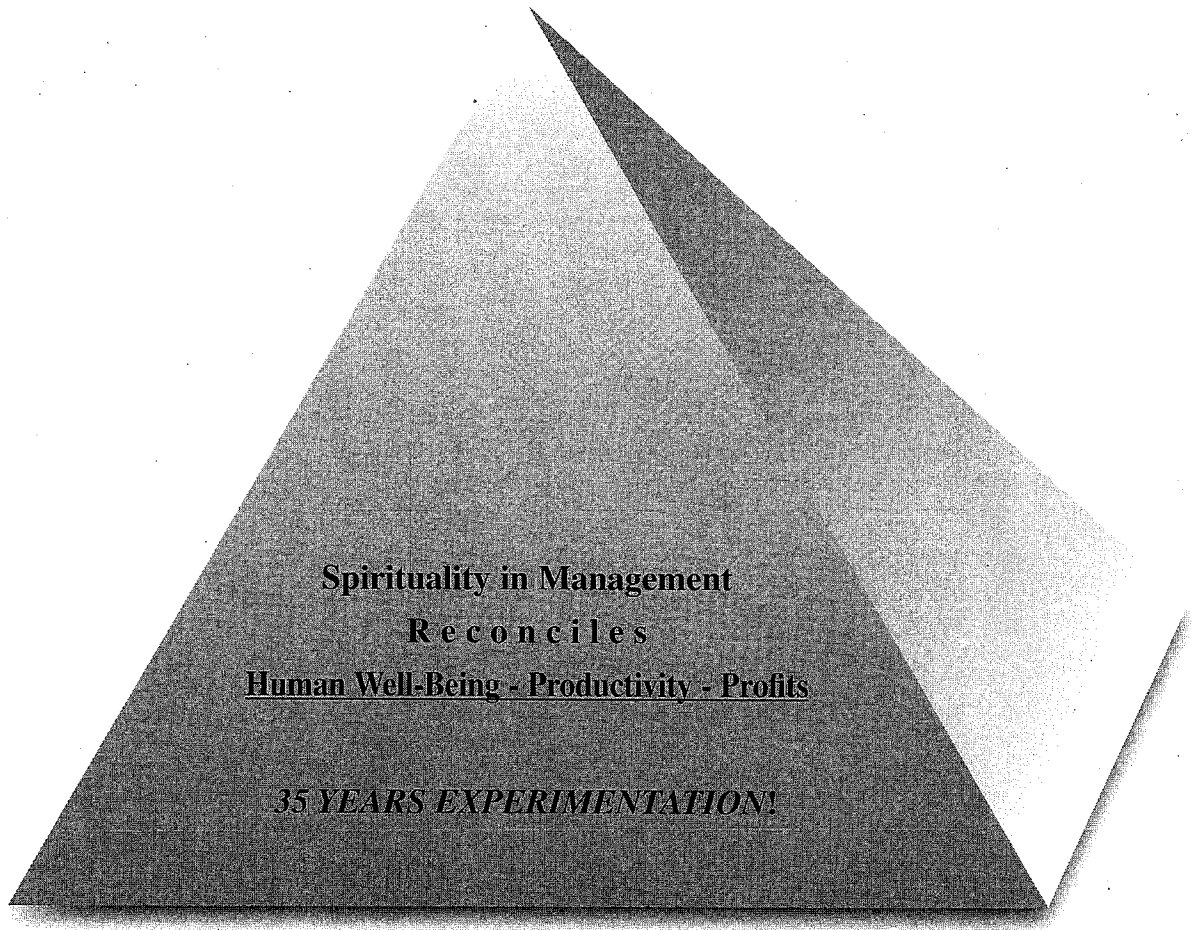 Spirituality in Management
Reconciles
Human Well-Being - Productivity - Profits
35 YEARS EXPERIMENTATION!